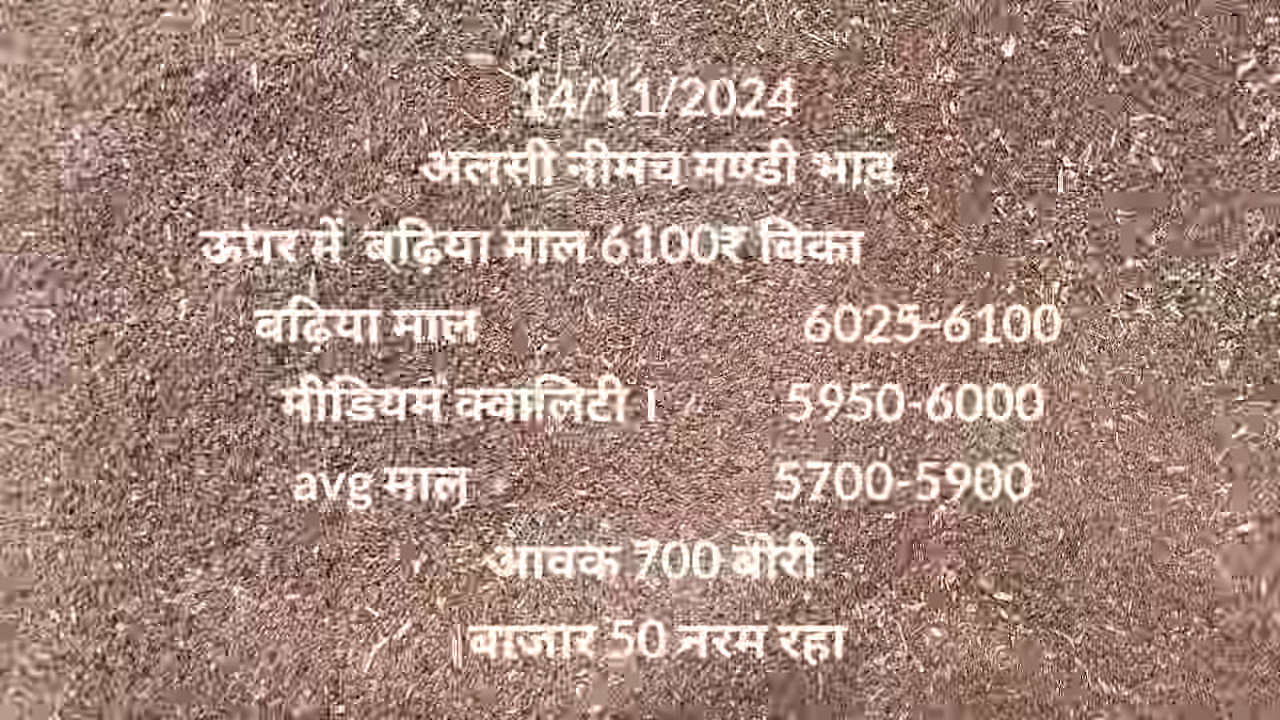 14/11/2024
अलसी नीमच मण्डी भाव
ऊपर में बढ़िया माल 6100₹ बिका
बढ़िया माल 6025-6100
मीडियम क्वालिटी । 5950-6000
avg माल 5700-5900
आवक 700 बोरी
बाजार 50 नरम रहा